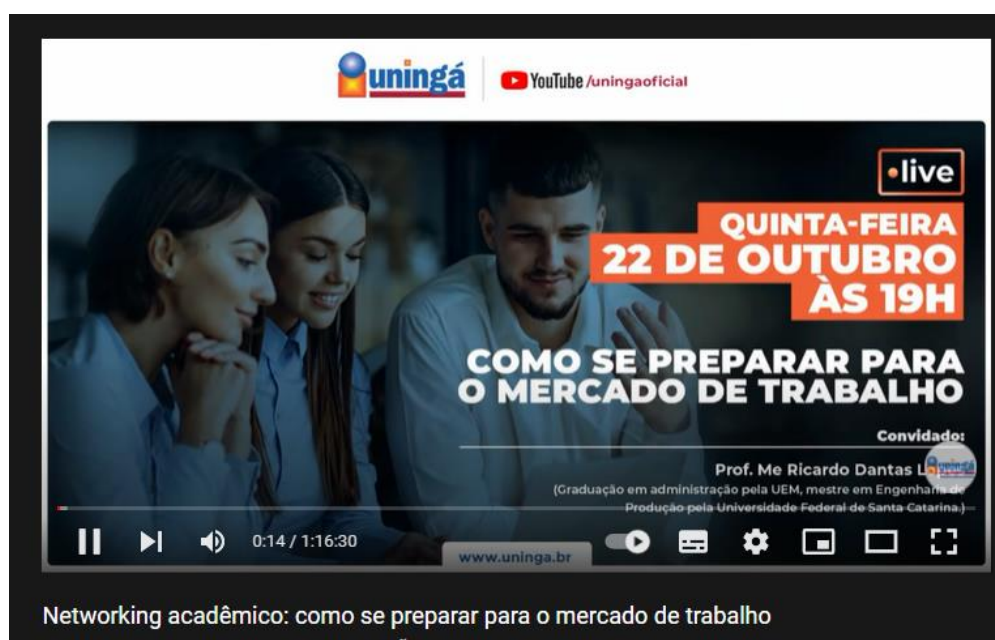 uningá
YouTube /uningaoficial
live
QUINTA-FEIRA
22 DE OUTUBRO
ÀS 19H
COMO SE PREPARAR PARA
O MERCADO DE TRABALHO
Convidado:
Prof. Me Ricardo Dantas
uningá
(Graduação em administração pela UEM, mestre em Engenharia de
Produção pela Universidade Federal de Santa Catarina.)
0:14 / 1:16:30
www.uninga.br
Networking acadêmico: como se preparar para o mercado de trabalho